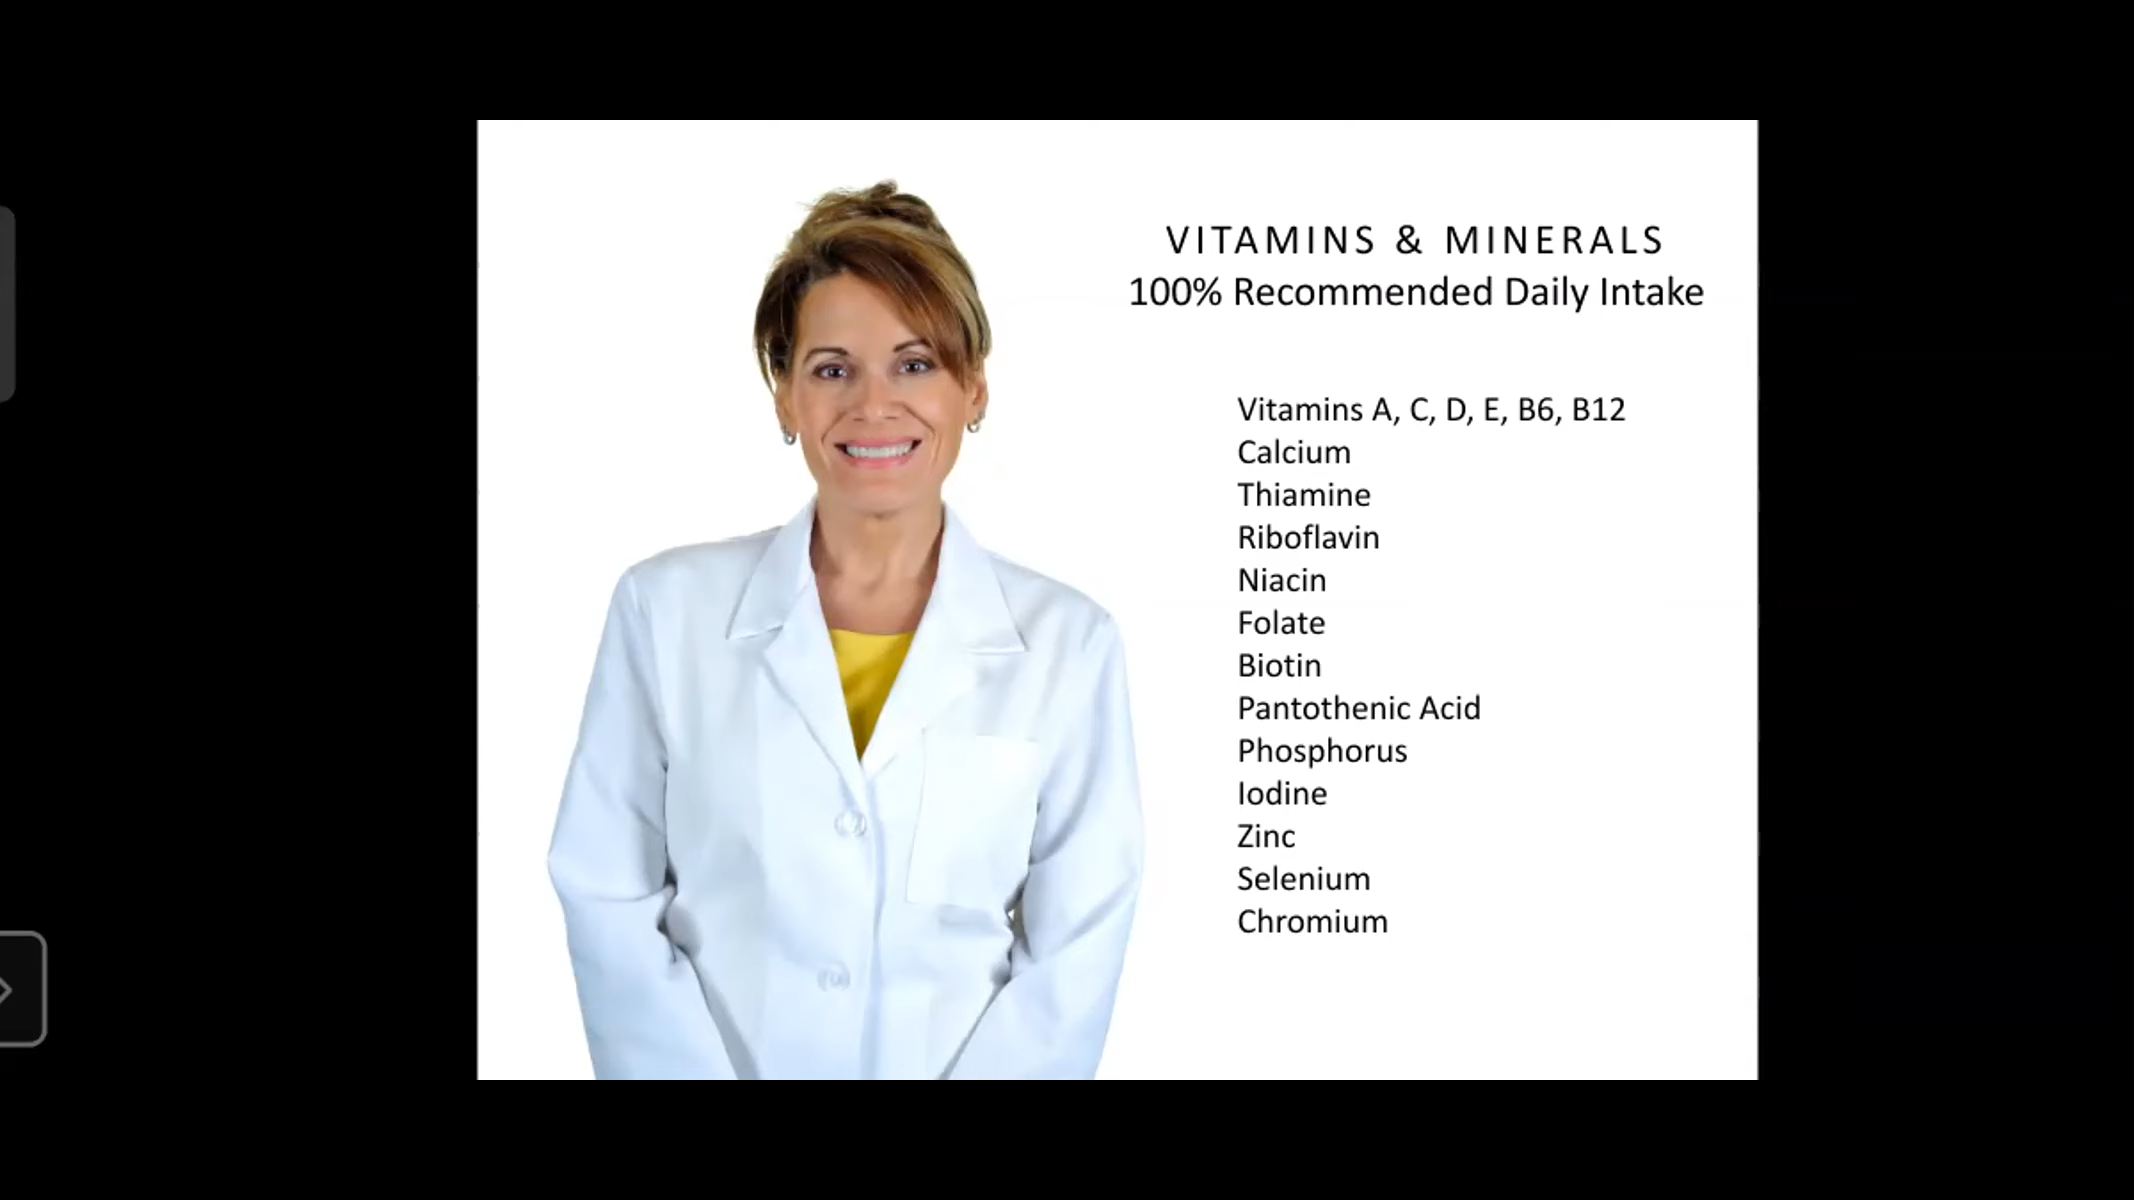 VITAMINS & MINERALS
100% Recommended Daily Intake
Vitamins A, C, D, E, B6, B12
Calcium
Thiamine
Riboflavin
Niacin
Folate
Biotin
Pantothenic Acid
Phosphorus
Iodine
Zinc
Selenium
Chromium